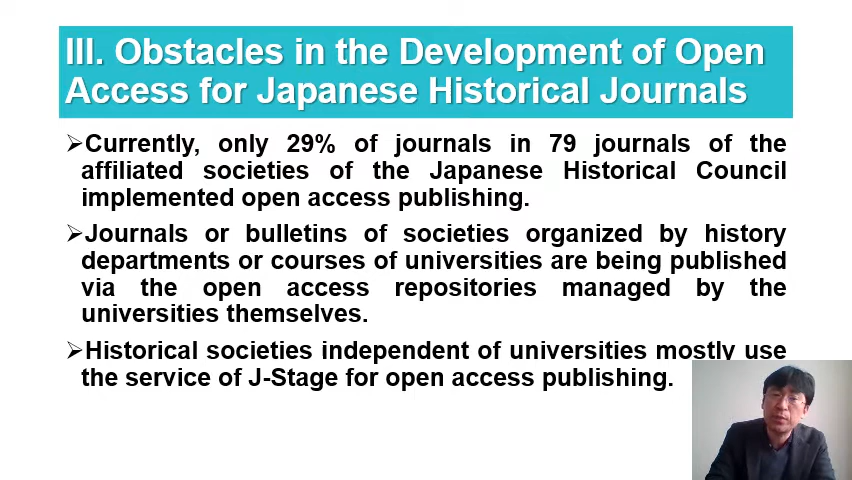 III. Obstacles in the Development of Open
Access for Japanese Historical Journals
➢Currently, only 29% of journals in 79 journals of the
affiliated societies of the Japanese Historical Council
implemented open access publishing.
➢Journals or bulletins of societies organized by history
departments or courses of universities are being published
via the open access repositories managed by the
universities themselves.
➢Historical societies independent of universities mostly use
the service of J-Stage for open access publishing.